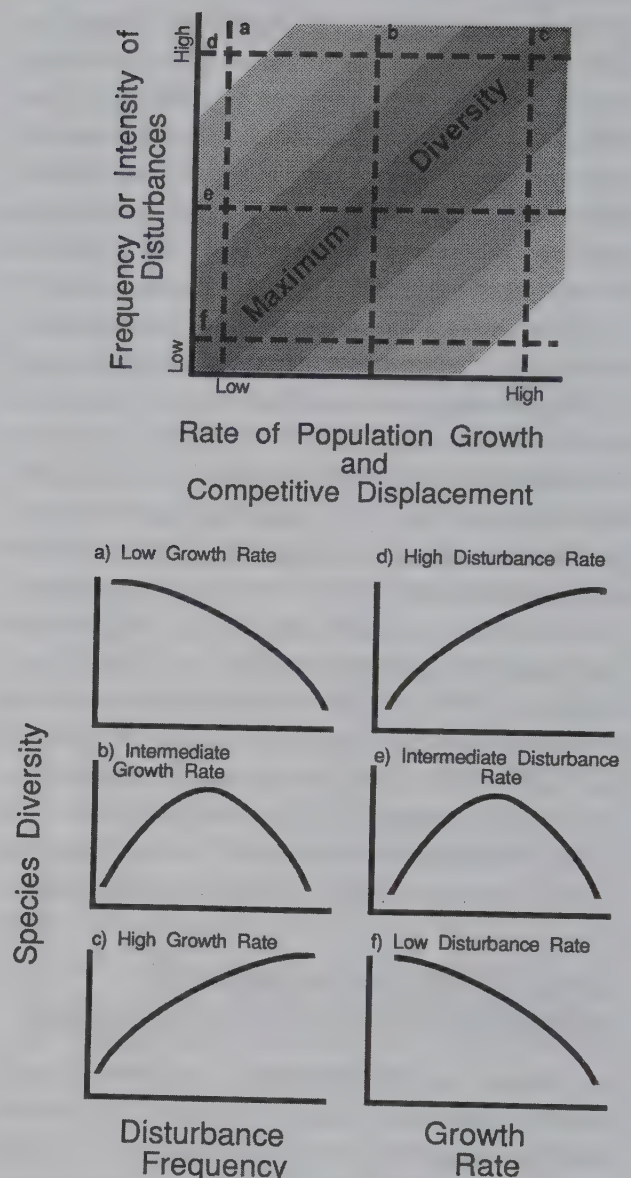 Frequency or Intensity of
Disturbances
High
Low
a
b
c
d
e
f
Maximum Diversity
Low
High
Rate of Population Growth
and
Competitive Displacement
Species Diversity
a) Low Growth Rate
d) High Disturbance Rate
b) Intermediate
Growth Rate
e) Intermediate Disturbance
Rate
c) High Growth Rate
f) Low Disturbance Rate
Disturbance
Frequency
Growth
Rate